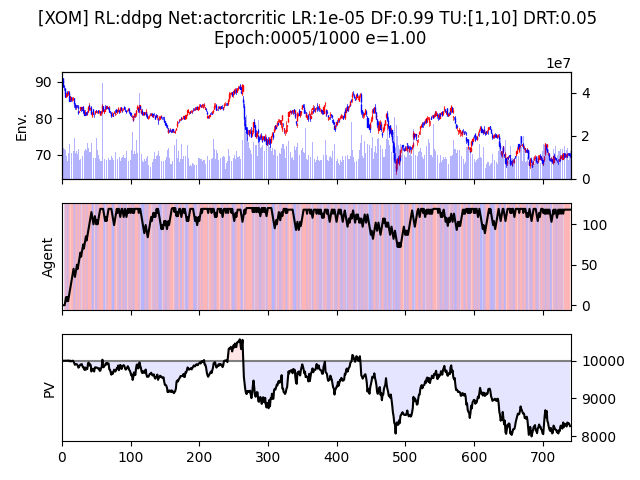 [XOM] RL:ddpg Net:actorcritic LR:1e-05 DF:0.99 TU:[1,10] DRT:0.05
Epoch:0005/1000 e=1.00
1e7
90
80
70
Env.
4
2
0
Agent
100
50
0
PV
10000
9000
8000
0 100 200 300 400 500 600 700